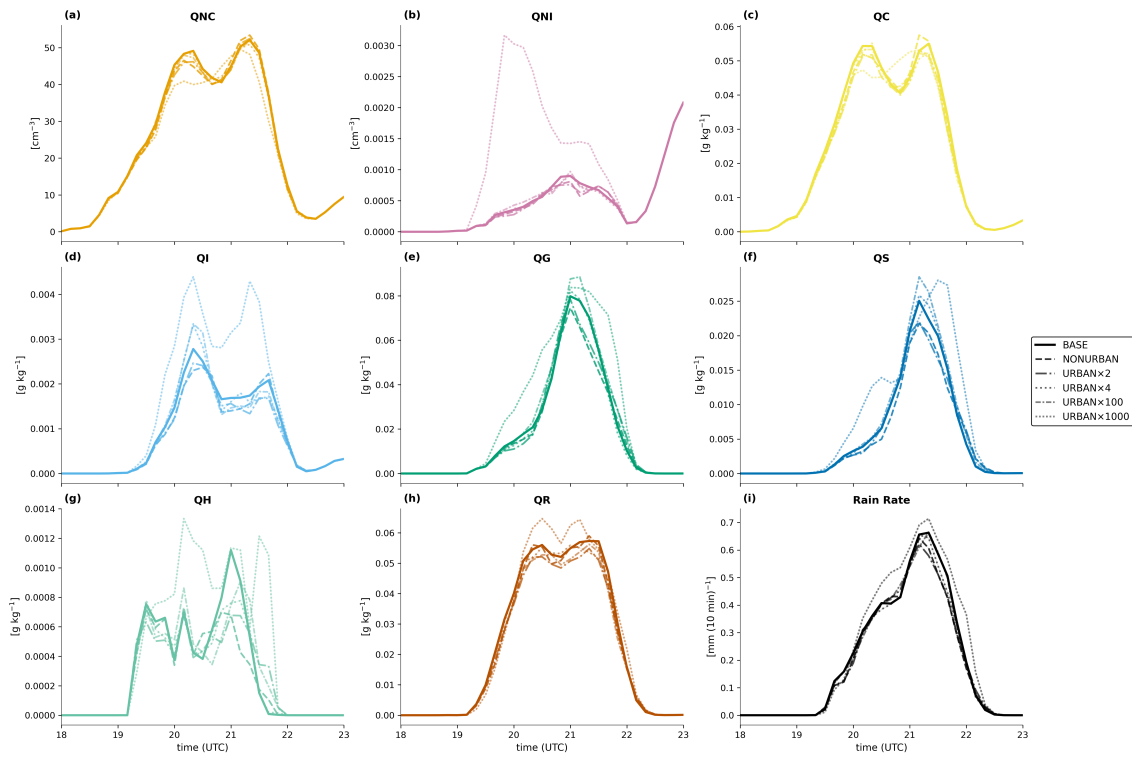 (a) QNC
50
40
30
20
10
0
[cm⁻³]
(b) QNI
0.0030
0.0025
0.0020
0.0015
0.0010
0.0005
0.0000
[cm⁻³]
(c) QC
0.06
0.05
0.04
0.03
0.02
0.01
0.00
[g kg⁻¹]
(d) QI
0.004
0.003
0.002
0.001
0.000
[g kg⁻¹]
(e) QG
0.08
0.06
0.04
0.02
0.00
[g kg⁻¹]
(f) QS
0.025
0.020
0.015
0.010
0.005
0.000
[g kg⁻¹]
BASE
NONURBAN
URBAN×2
URBAN×4
URBAN×100
URBAN×1000
(g) QH
0.0014
0.0012
0.0010
0.0008
0.0006
0.0004
0.0002
0.0000
[g kg⁻¹]
18 19 20 21 22 23
time (UTC)
(h) QR
0.06
0.05
0.04
0.03
0.02
0.01
0.00
[g kg⁻¹]
18 19 20 21 22 23
time (UTC)
(i) Rain Rate
0.7
0.6
0.5
0.4
0.3
0.2
0.1
0.0
[mm (10 min)⁻¹]
18 19 20 21 22 23
time (UTC)